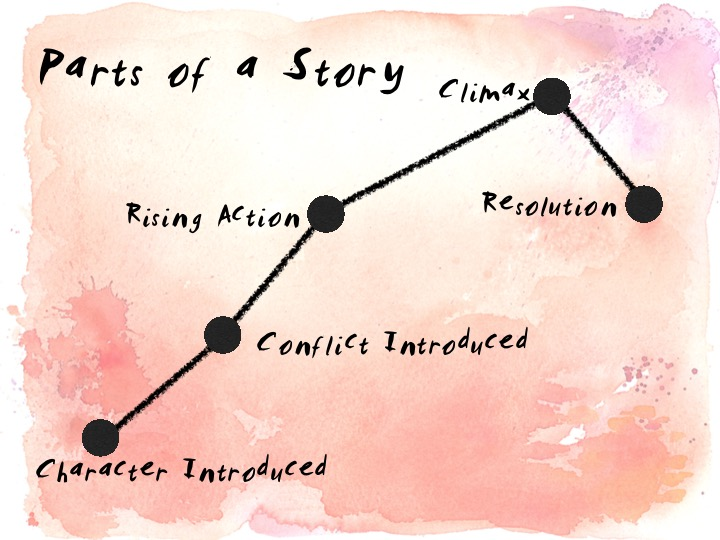 Parts of a Story
Climax
Rising Action
Resolution
Conflict Introduced
Character Introduced